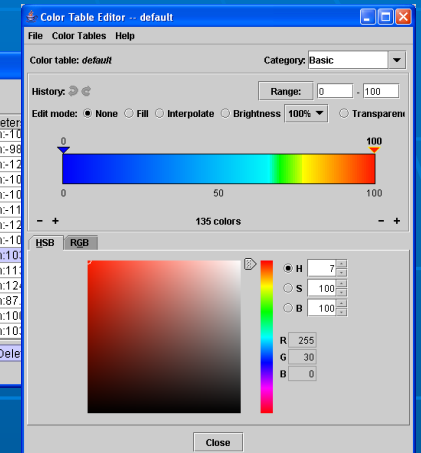 Color Table Editor -- default
File Color Tables Help
Color table: default Category: Basic
History: Range: 0 - 100
Edit mode: None Fill Interpolate Brightness 100%
0 100
0 50 100
- + 135 colors - +
HSB RGB
H 7
S 100
B 100
R 255
G 30
B 0
Close